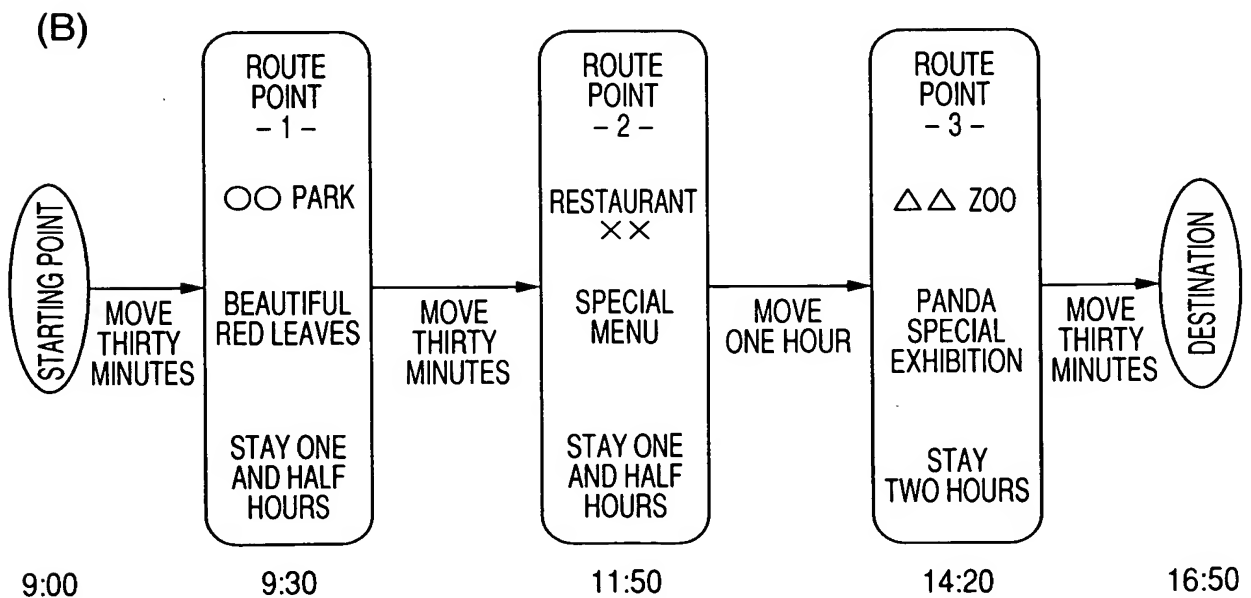 (B)
STARTING POINT
MOVE
THIRTY
MINUTES
ROUTE
POINT
- 1 -
○○ PARK
BEAUTIFUL
RED LEAVES
STAY ONE
AND HALF
HOURS
MOVE
THIRTY
MINUTES
ROUTE
POINT
- 2 -
RESTAURANT
××
SPECIAL
MENU
STAY ONE
AND HALF
HOURS
MOVE
ONE HOUR
ROUTE
POINT
- 3 -
△△ ZOO
PANDA
SPECIAL
EXHIBITION
STAY
TWO HOURS
MOVE
THIRTY
MINUTES
DESTINATION
9:00
9:30
11:50
14:20
16:50